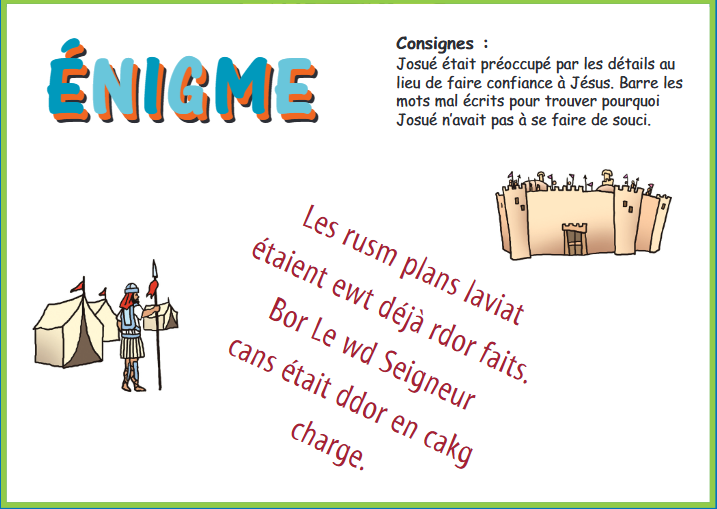 ÉNIGME
Consignes :
Josué était préoccupé par les détails au
lieu de faire confiance à Jésus. Barre les
mots mal écrits pour trouver pourquoi
Josué n'avait pas à se faire de souci.
Les rusm plans laviat
étaient ewt déjà rdor faits.
Bor Le wd Seigneur
cans était ddor en cakg
charge.